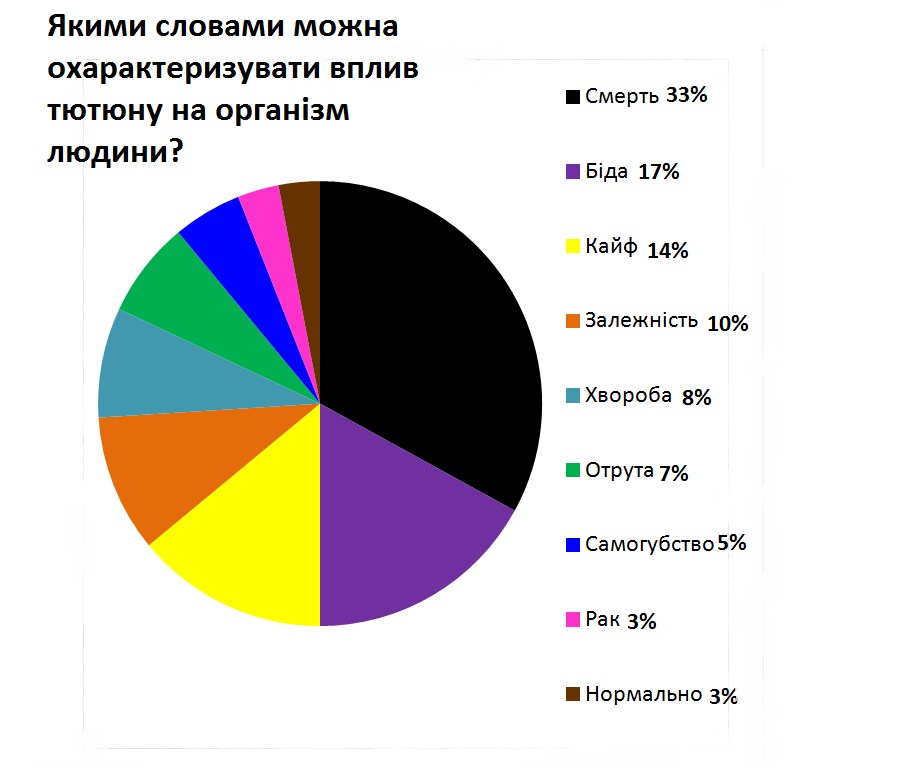 Якими словами можна
охарактеризувати вплив
тютюну на організм
людини?
Смерть 33%
Біда 17%
Кайф 14%
Залежність 10%
Хвороба 8%
Отрута 7%
Самогубство 5%
Рак 3%
Нормально 3%